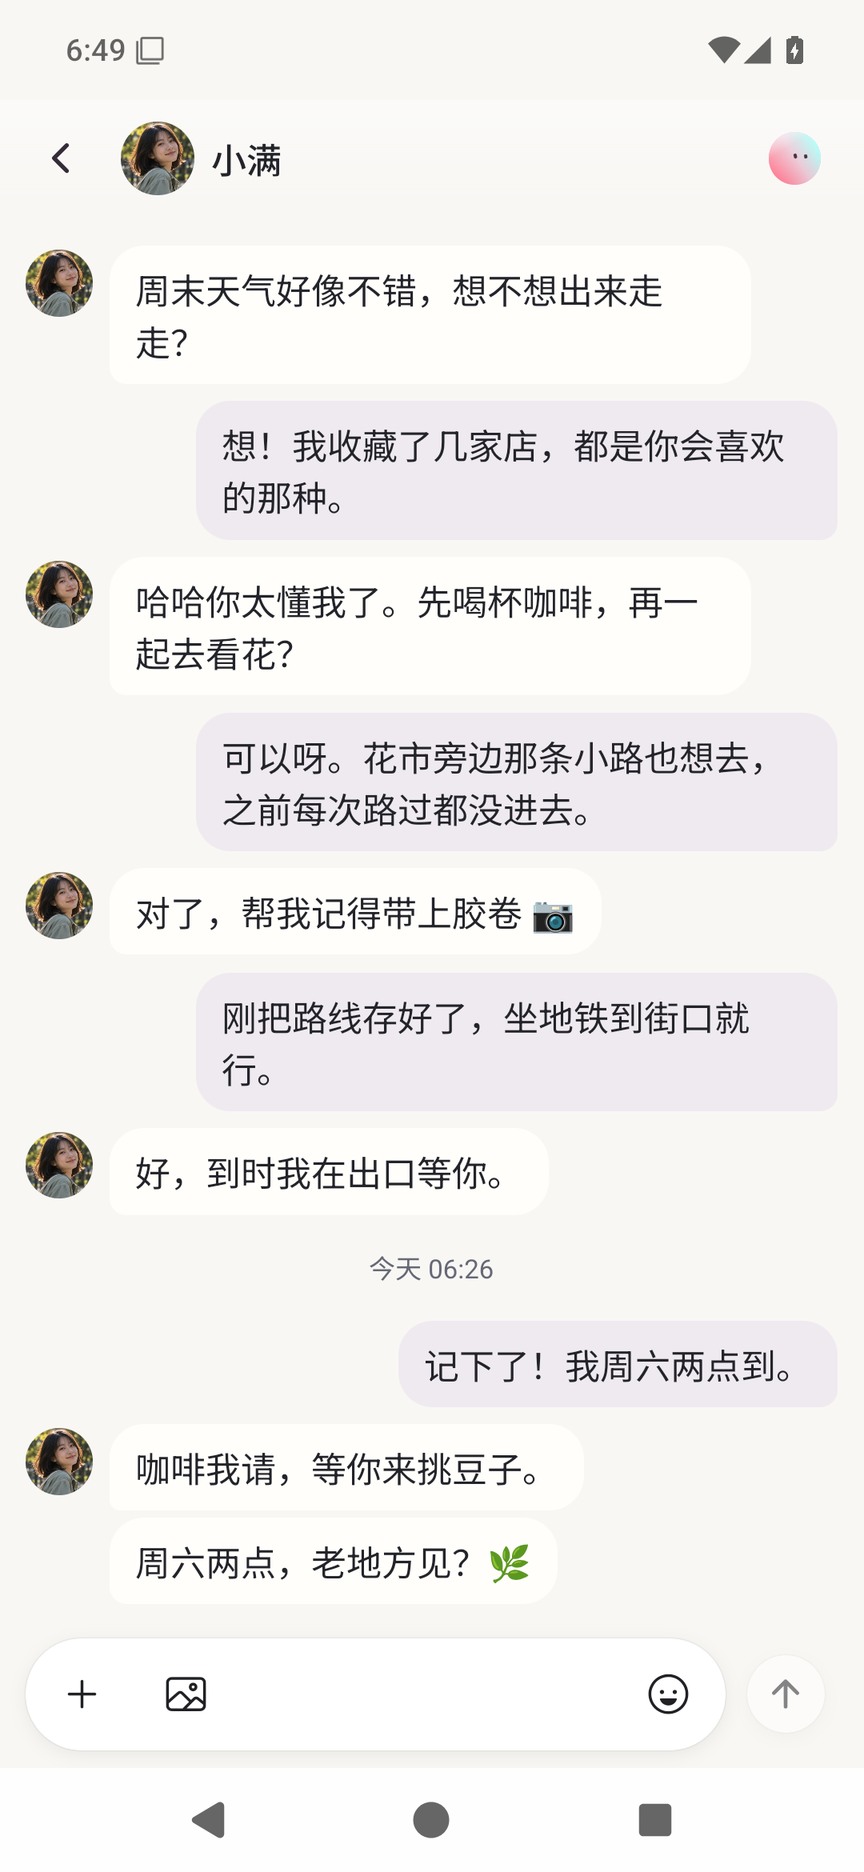 6:49
小满
周末天气好像不错，想不想出来走
走？
想！我收藏了几家店，都是你会喜欢
的那种。
哈哈你太懂我了。先喝杯咖啡，再一
起去看花？
可以呀。花市旁边那条小路也想去，
之前每次路过都没进去。
对了，帮我记得带上胶卷 📷
刚把路线存好了，坐地铁到街口就
行。
好，到时我在出口等你。
今天 06:26
记下了！我周六两点到。
咖啡我请，等你来挑豆子。
周六两点，老地方见？🌿